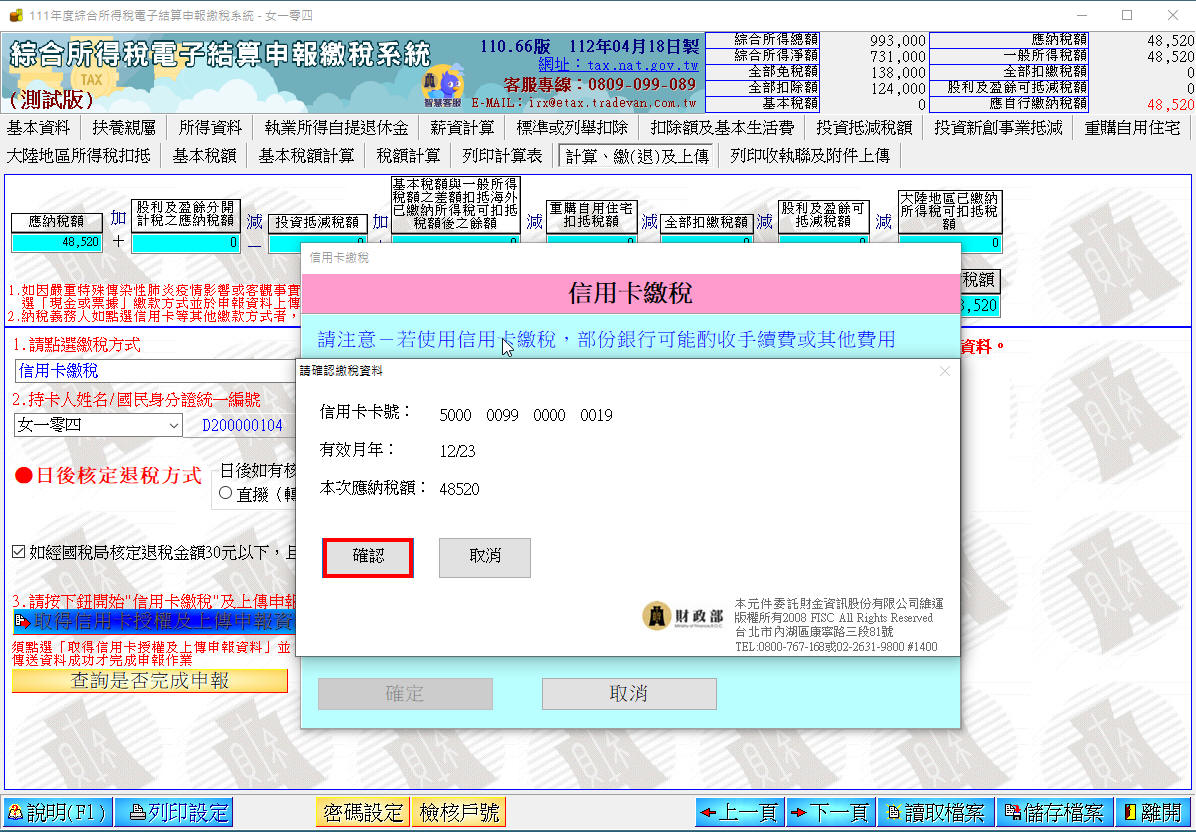 111年度綜合所得稅電子結算申報繳稅系統 - 女一零四
綜合所得稅電子結算申報繳稅系統
TAX
(測試版)
110.66版 112年04月18日製
網址：tax.nat.gov.tw
客服專線：0809-099-089
E-MAIL：irx@etax.tradevan.com.tw
智慧客服
綜合所得總額 993,000 應納稅額 48,520
綜合所得淨額 731,000 一般所得稅額 48,520
全部免稅額 138,000 全部扣繳稅額 0
全部扣除額 124,000 股利及盈餘可抵減稅額 0
基本稅額 0 應自行繳納稅額 48,520
基本資料 扶養親屬 所得資料 執業所得自提退休金 薪資計算 標準或列舉扣除 扣除額及基本生活費 投資抵減稅額 投資新創事業抵減 重購自用住宅
大陸地區所得稅扣抵 基本稅額 基本稅額計算 稅額計算 列印計算表 計算、繳(退)及上傳 列印收執聯及附件上傳
應納稅額
48,520
加
＋
股利及盈餘分開
計稅之應納稅額
0
減
－
投資抵減稅額
0
加
基本稅額與一般所得
稅額之差額扣抵海外
已繳納所得稅可扣抵
稅額後之餘額
0
減
重購自用住宅
扣抵稅額
0
減
全部扣繳稅額
0
減
股利及盈餘可
抵減稅額
0
減
大陸地區已繳納
所得稅可扣抵稅
額
0
稅額
8,520
1.如因嚴重特殊傳染性肺炎疫情影響或客觀事實
選「現金或票據」繳款方式並於申報資料上傳
2.納稅義務人如點選信用卡等其他繳款方式者，
資料。
1.請點選繳稅方式
信用卡繳稅
2.持卡人姓名/國民身分證統一編號
女一零四 D200000104
●日後核定退稅方式
日後如有核
直撥（轉
如經國稅局核定退稅金額30元以下，且
3.請按下鈕開始"信用卡繳稅"及上傳申報
取得信用卡授權及上傳申報資
須點選「取得信用卡授權及上傳申報資料」並
傳送資料成功才完成申報作業
查詢是否完成申報
信用卡繳稅
信用卡繳稅
請注意－若使用信用卡繳稅，部份銀行可能酌收手續費或其他費用
請確認繳稅資料
信用卡卡號： 5000 0099 0000 0019
有效月年： 12/23
本次應納稅額： 48520
確認 取消
財政部
本元件委託財金資訊股份有限公司維運
版權所有2008 FISC All Rights Reserved
台北市內湖區康寧路三段81號
TEL:0800-767-168或02-2631-9800 #1400
確定 取消
說明(F1) 列印設定 密碼設定 檢核戶號 上一頁 下一頁 讀取檔案 儲存檔案 離開